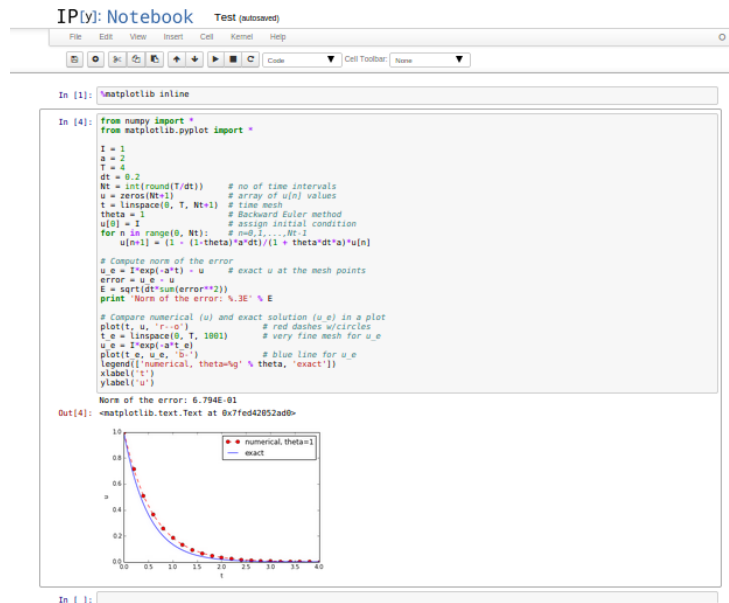 IP[y]: Notebook Test (autosaved)
File Edit View Insert Cell Kernel Help
Code Cell Toolbar: None
In [1]: %matplotlib inline
In [4]: from numpy import *
from matplotlib.pyplot import *
I = 1
a = 2
T = 4
dt = 0.2
Nt = int(round(T/dt)) # no of time intervals
u = zeros(Nt+1) # array of u[n] values
t = linspace(0, T, Nt+1) # time mesh
theta = 1 # Backward Euler method
u[0] = I # assign initial condition
for n in range(0, Nt): # n=0,1,...,Nt-1
u[n+1] = (1 - (1-theta)*a*dt)/(1 + theta*dt*a)*u[n]
# Compute norm of the error
u_e = I*exp(-a*t) - u # exact u at the mesh points
error = u_e - u
E = sqrt(dt*sum(error**2))
print 'Norm of the error: %.3E' % E
# Compare numerical (u) and exact solution (u_e) in a plot
plot(t, u, 'r--o') # red dashes w/circles
t_e = linspace(0, T, 1001) # very fine mesh for u_e
u_e = I*exp(-a*t_e)
plot(t_e, u_e, 'b-') # blue line for u_e
legend(['numerical, theta=%g' % theta, 'exact'])
xlabel('t')
ylabel('u')
Norm of the error: 6.794E-01
Out[4]: <matplotlib.text.Text at 0x7fed42052ad0>
1.0
numerical, theta=1
exact
0.8
0.6
u
0.4
0.2
0.0
0.0 0.5 1.0 1.5 2.0 2.5 3.0 3.5 4.0
t
In [ ]: